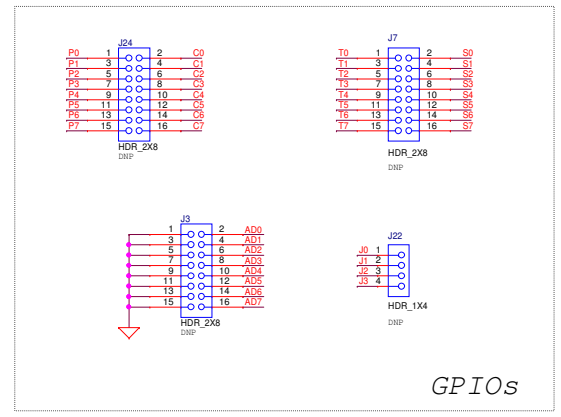 J24
P0 1 2 C0
P1 3 4 C1
P2 5 6 C2
P3 7 8 C3
P4 9 10 C4
P5 11 12 C5
P6 13 14 C6
P7 15 16 C7
HDR_2X8
DNP
J7
T0 1 2 S0
T1 3 4 S1
T2 5 6 S2
T3 7 8 S3
T4 9 10 S4
T5 11 12 S5
T6 13 14 S6
T7 15 16 S7
HDR_2X8
DNP
J3
1 2 AD0
3 4 AD1
5 6 AD2
7 8 AD3
9 10 AD4
11 12 AD5
13 14 AD6
15 16 AD7
HDR_2X8
DNP
J22
J0 1
J1 2
J2 3
J3 4
HDR_1X4
DNP
GPIOs